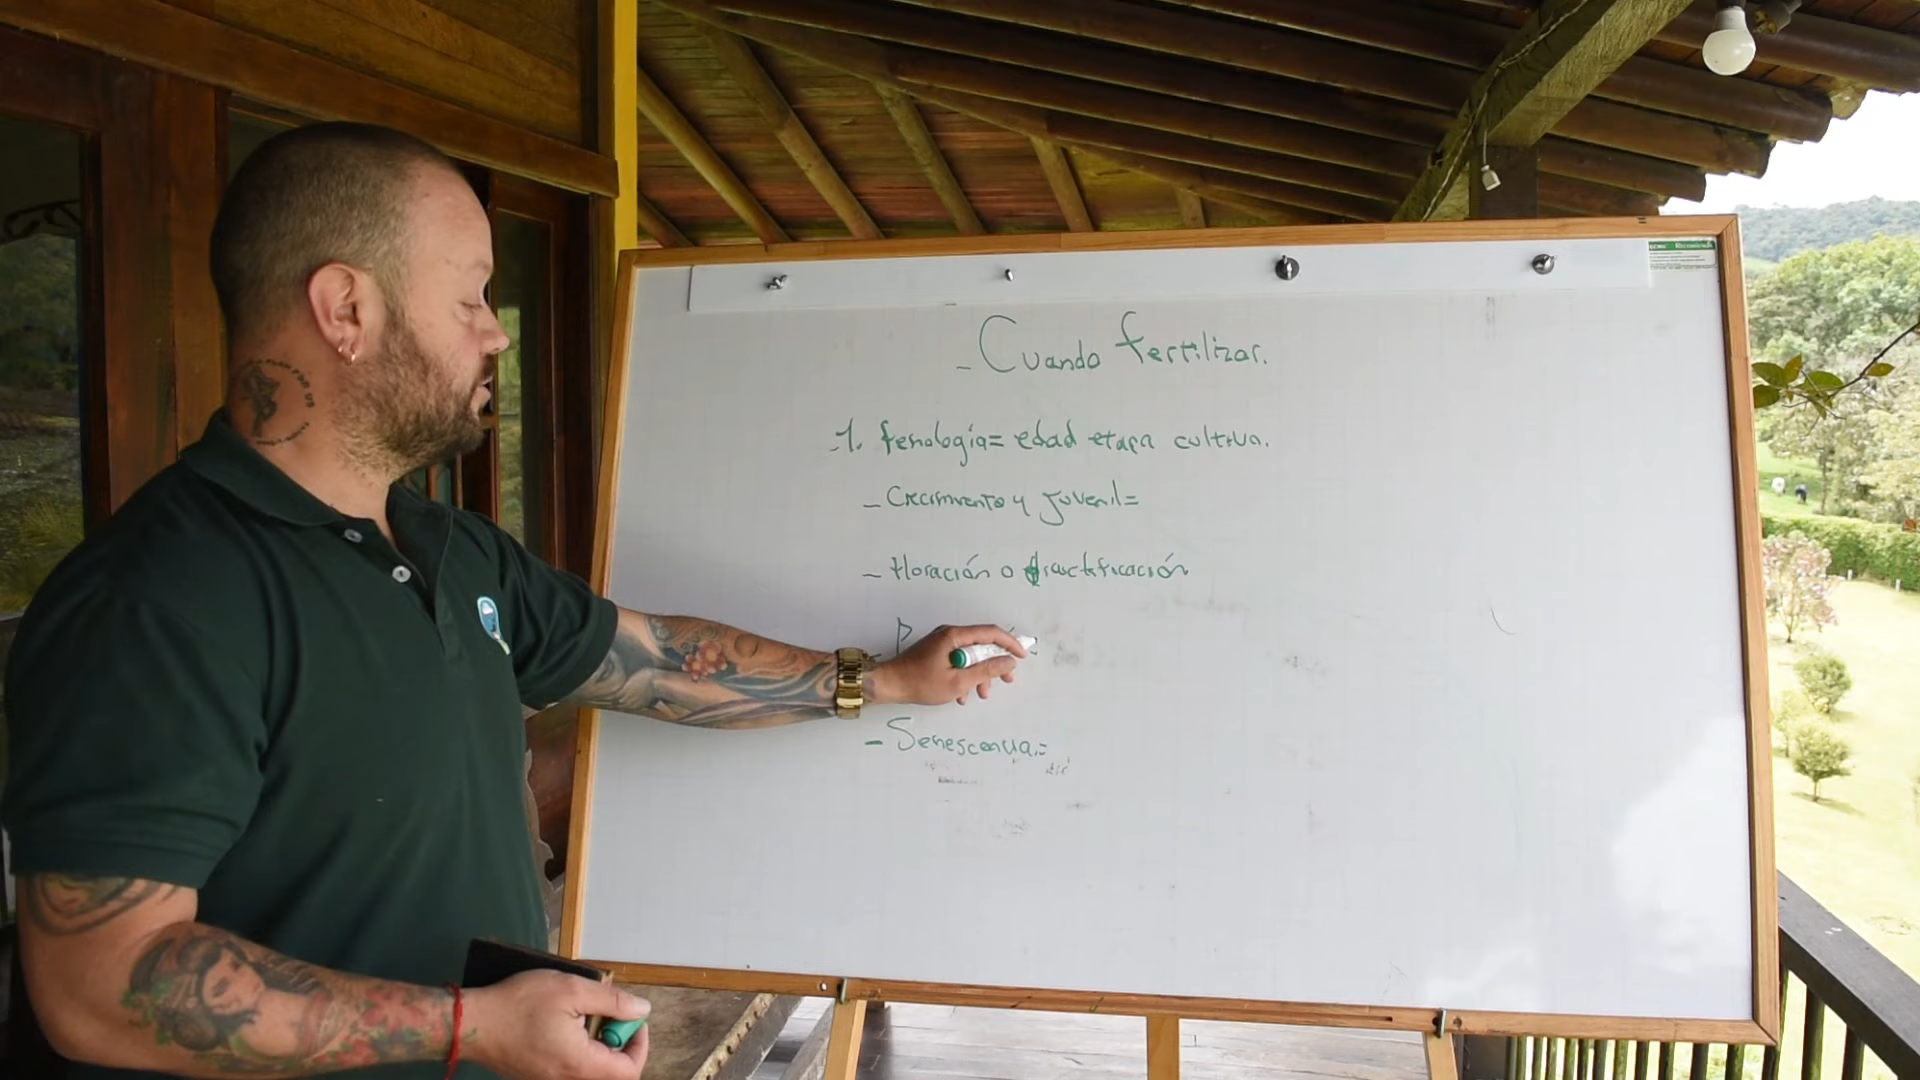 - Cuando fertilizar.
-1. fenología= edad etapa cultivo.
- Crecimiento y juvenil=
- floración o fructificación
P
- Senescencia.=